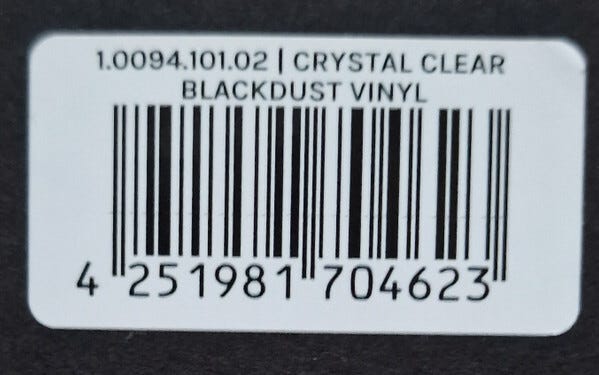 1.0094.101.02 | CRYSTAL CLEAR
BLACKDUST VINYL
4 251981 704623